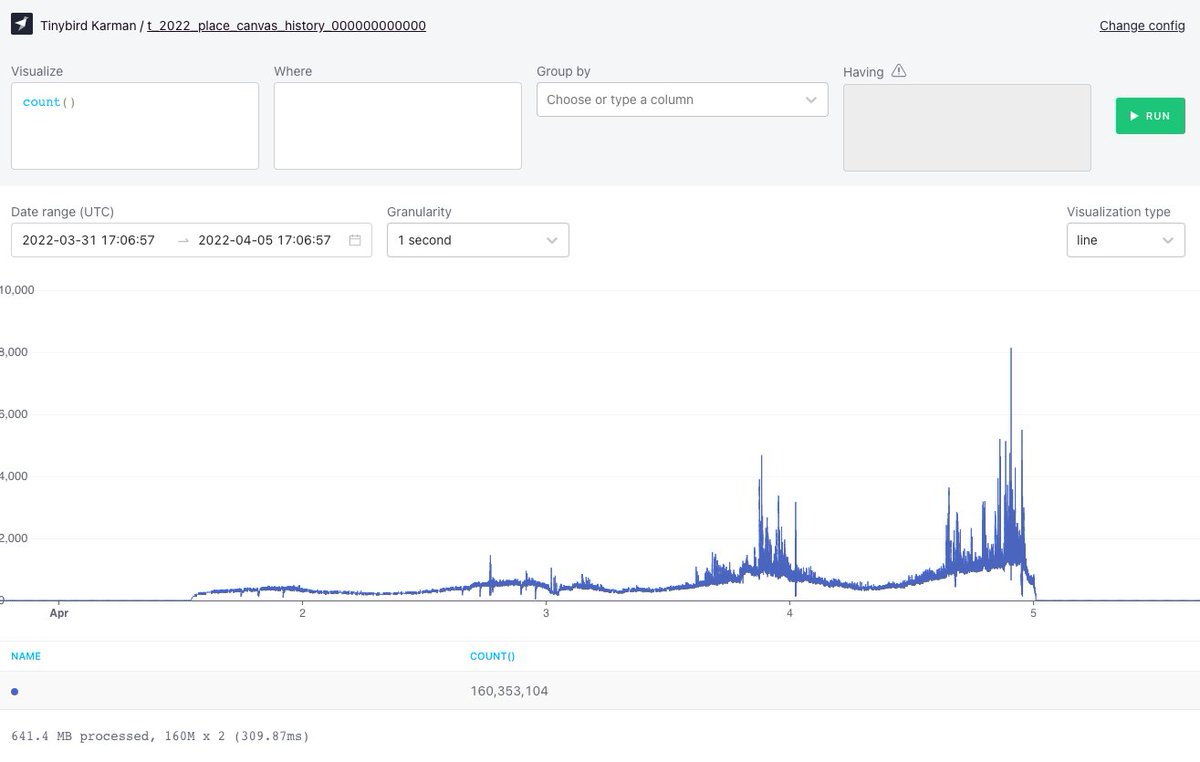 Tinybird Karman / t_2022_place_canvas_history_000000000000
Change config
Visualize
Where
Group by
Having
count()
Choose or type a column
RUN
Date range (UTC)
Granularity
Visualization type
2022-03-31 17:06:57 → 2022-04-05 17:06:57
1 second
line
10,000
8,000
6,000
4,000
2,000
0
Apr 2 3 4 5
NAME COUNT()
160,353,104
641.4 MB processed, 160M x 2 (309.87ms)